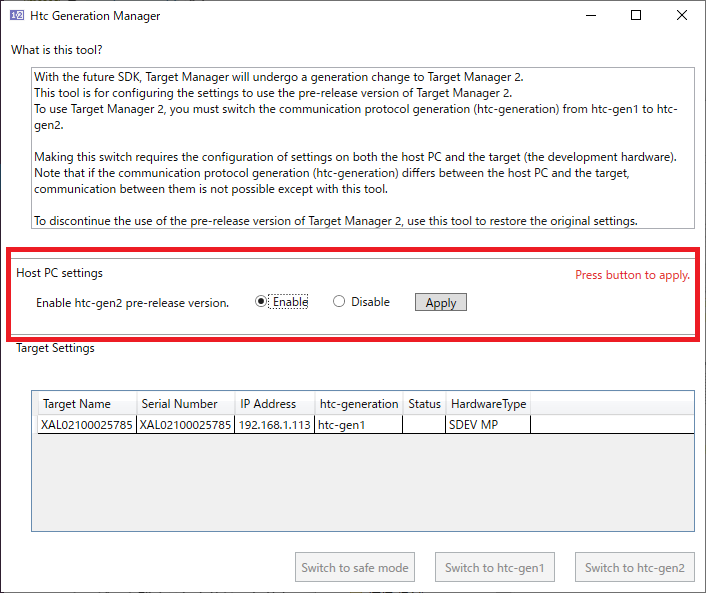 Htc Generation Manager
What is this tool?
With the future SDK, Target Manager will undergo a generation change to Target Manager 2.
This tool is for configuring the settings to use the pre-release version of Target Manager 2.
To use Target Manager 2, you must switch the communication protocol generation (htc-generation) from htc-gen1 to htc-
gen2.
Making this switch requires the configuration of settings on both the host PC and the target (the development hardware).
Note that if the communication protocol generation (htc-generation) differs between the host PC and the target,
communication between them is not possible except with this tool.
To discontinue the use of the pre-release version of Target Manager 2, use this tool to restore the original settings.
Host PC settings
Press button to apply.
Enable htc-gen2 pre-release version. Enable Disable Apply
Target Settings
Target Name Serial Number IP Address htc-generation Status HardwareType
XAL02100025785 XAL02100025785 192.168.1.113 htc-gen1 SDEV MP
Switch to safe mode Switch to htc-gen1 Switch to htc-gen2